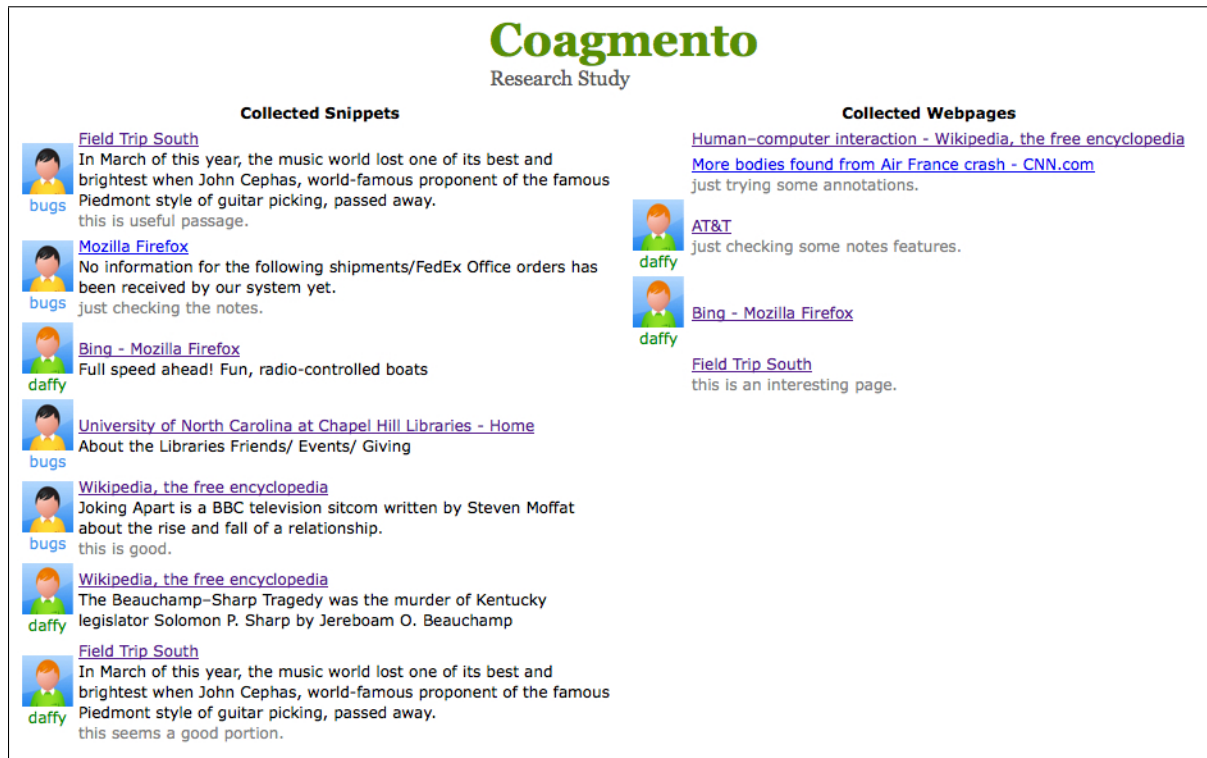 Coagmento
Research Study
Collected Snippets
Field Trip South
In March of this year, the music world lost one of its best and
brightest when John Cephas, world-famous proponent of the famous
Piedmont style of guitar picking, passed away.
this is useful passage.
bugs
Mozilla Firefox
No information for the following shipments/FedEx Office orders has
been received by our system yet.
just checking the notes.
bugs
Bing - Mozilla Firefox
Full speed ahead! Fun, radio-controlled boats
daffy
University of North Carolina at Chapel Hill Libraries - Home
About the Libraries Friends/ Events/ Giving
bugs
Wikipedia, the free encyclopedia
Joking Apart is a BBC television sitcom written by Steven Moffat
about the rise and fall of a relationship.
this is good.
bugs
Wikipedia, the free encyclopedia
The Beauchamp–Sharp Tragedy was the murder of Kentucky
legislator Solomon P. Sharp by Jereboam O. Beauchamp
daffy
Field Trip South
In March of this year, the music world lost one of its best and
brightest when John Cephas, world-famous proponent of the famous
Piedmont style of guitar picking, passed away.
this seems a good portion.
daffy
Collected Webpages
Human–computer interaction - Wikipedia, the free encyclopedia
More bodies found from Air France crash - CNN.com
just trying some annotations.
AT&T
just checking some notes features.
daffy
Bing - Mozilla Firefox
daffy
Field Trip South
this is an interesting page.